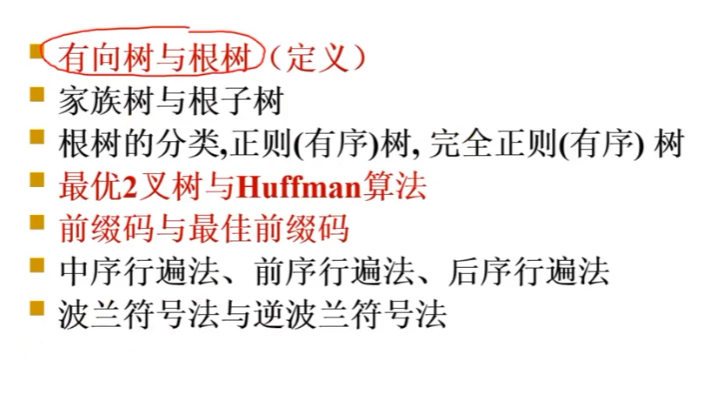 有向树与根树（定义）
家族树与根子树
根树的分类,正则(有序)树, 完全正则(有序) 树
最优2叉树与Huffman算法
前缀码与最佳前缀码
中序行遍法、前序行遍法、后序行遍法
波兰符号法与逆波兰符号法